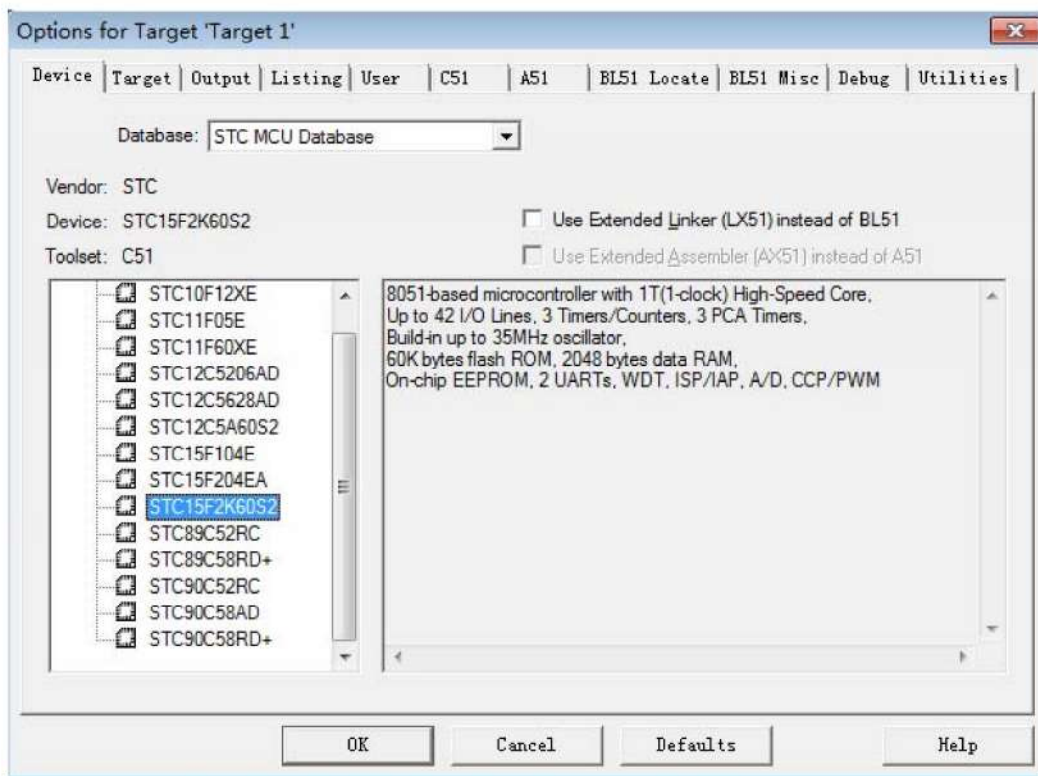 Options for Target 'Target 1'
Device Target Output Listing User C51 A51 BL51 Locate BL51 Misc Debug Utilities
Database: STC MCU Database
Vendor: STC
Device: STC15F2K60S2
Use Extended Linker (LX51) instead of BL51
Toolset: C51
Use Extended Assembler (AX51) instead of A51
STC10F12XE
STC11F05E
STC11F60XE
STC12C5206AD
STC12C5628AD
STC12C5A60S2
STC15F104E
STC15F204EA
STC15F2K60S2
STC89C52RC
STC89C58RD+
STC90C52RC
STC90C58AD
STC90C58RD+
8051-based microcontroller with 1T(1-clock) High-Speed Core,
Up to 42 I/O Lines, 3 Timers/Counters, 3 PCA Timers,
Build-in up to 35MHz oscillator,
60K bytes flash ROM, 2048 bytes data RAM,
On-chip EEPROM, 2 UARTs, WDT, ISP/IAP, A/D, CCP/PWM
OK Cancel Defaults Help